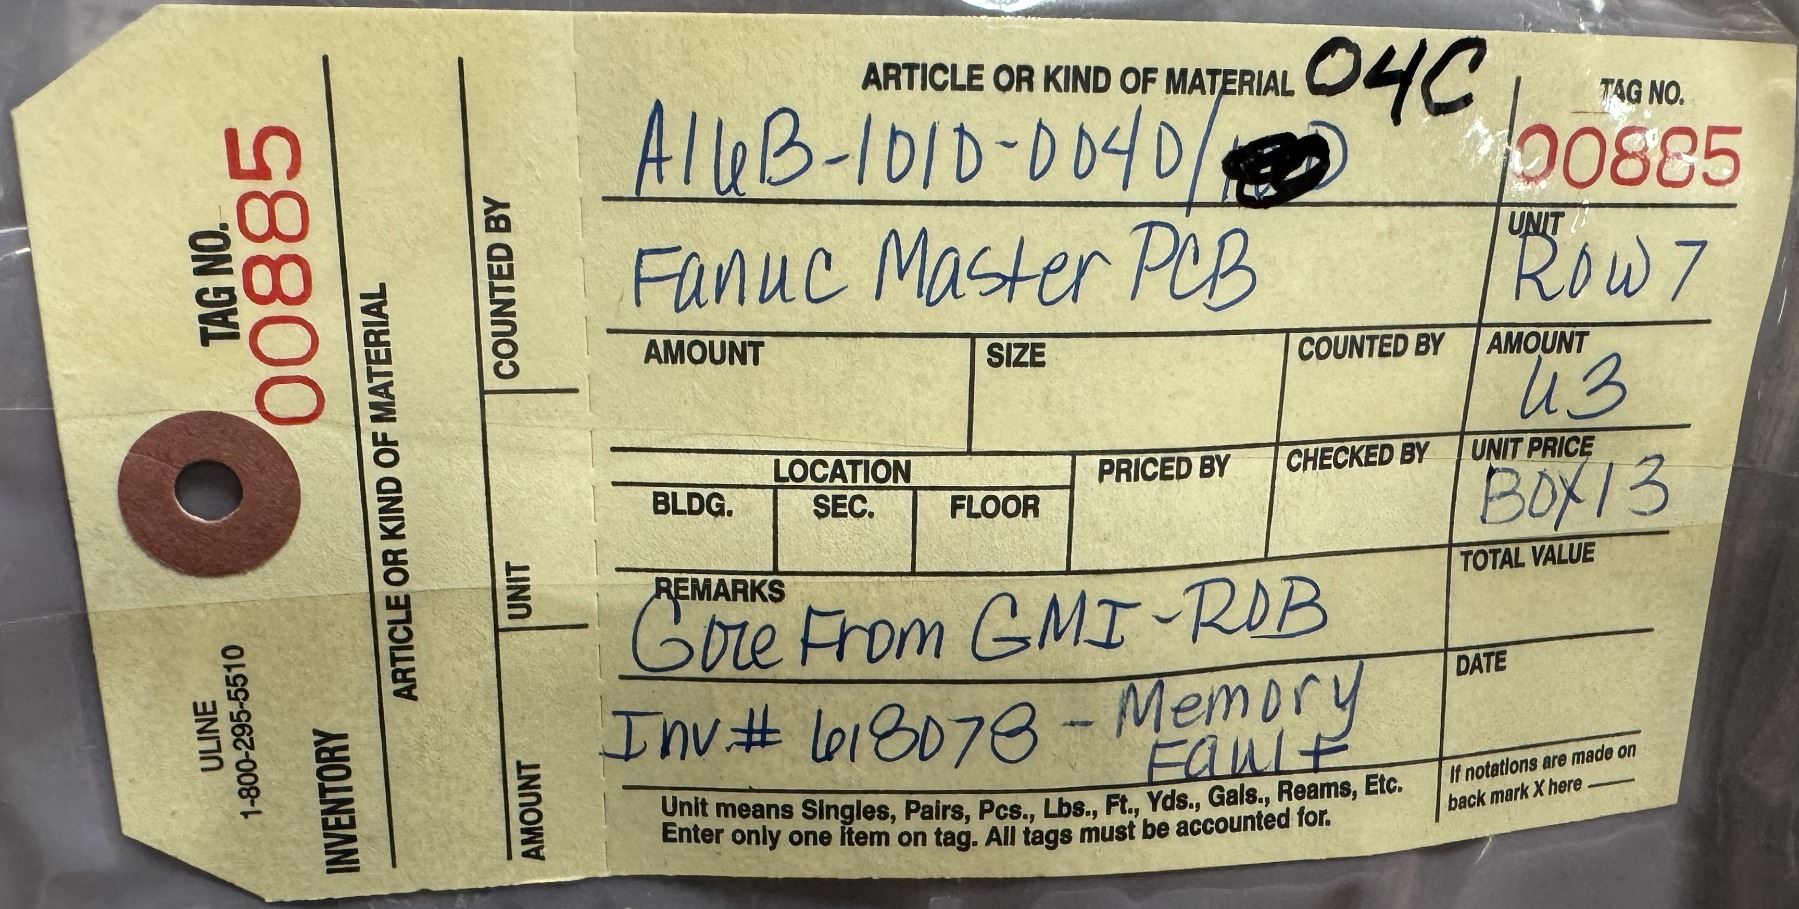 TAG NO.
00885
ULINE
1-800-295-5510
INVENTORY
ARTICLE OR KIND OF MATERIAL
COUNTED BY
UNIT
AMOUNT
ARTICLE OR KIND OF MATERIAL 04C
A16B-1010-0040/
TAG NO.
00885
Fanuc Master PCB
UNIT
Row 7
AMOUNT
SIZE
COUNTED BY
AMOUNT
U3
LOCATION
BLDG.
SEC.
FLOOR
PRICED BY
CHECKED BY
UNIT PRICE
BOX 13
REMARKS
Core From GMI-ROB
TOTAL VALUE
Inv# 618078 - Memory
Fault
DATE
Unit means Singles, Pairs, Pcs., Lbs., Ft., Yds., Gals., Reams, Etc.
Enter only one item on tag. All tags must be accounted for.
If notations are made on
back mark X here